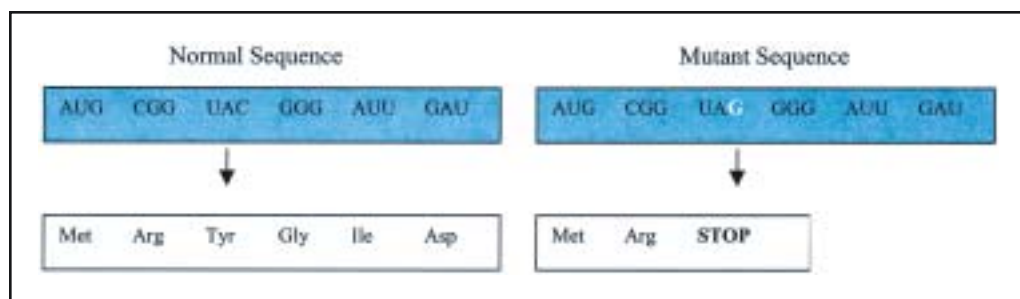 Normal Sequence
Mutant Sequence
AUG CGG UAC GGG AUU GAU
AUG CGG UAG GGG AUU GAU
Met Arg Tyr Gly Ile Asp
Met Arg STOP